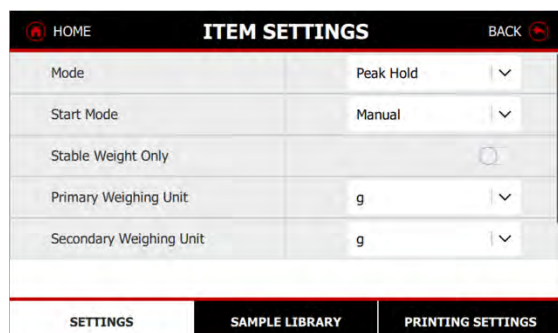 HOME ITEM SETTINGS BACK
Mode Peak Hold
Start Mode Manual
Stable Weight Only
Primary Weighing Unit g
Secondary Weighing Unit g
SETTINGS SAMPLE LIBRARY PRINTING SETTINGS